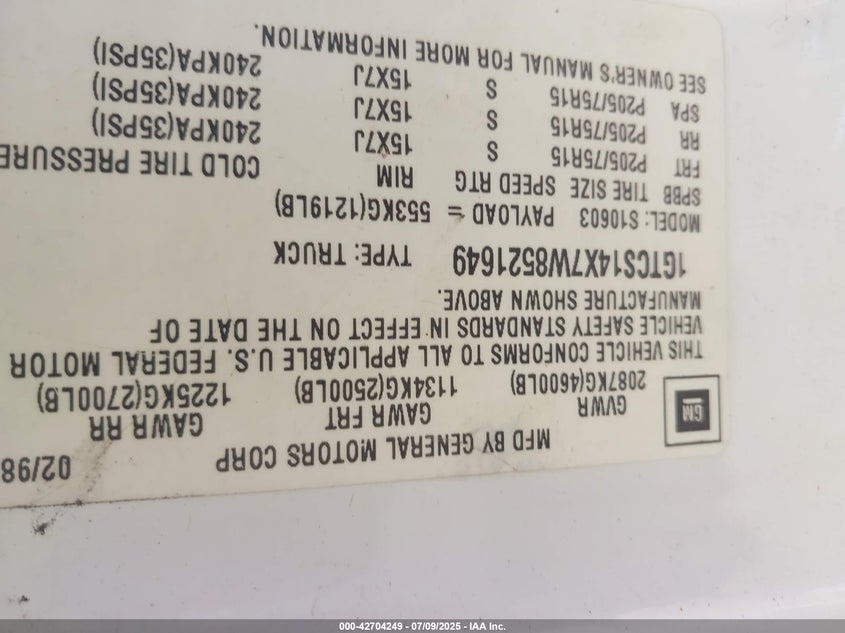 MFD BY GENERAL MOTORS CORP 02/98
GVWR GAWR FRT GAWR RR
2087KG(4600LB) 1134KG(2500LB) 1225KG(2700LB)
GM
THIS VEHICLE CONFORMS TO ALL APPLICABLE U.S. FEDERAL MOTOR
VEHICLE SAFETY STANDARDS IN EFFECT ON THE DATE OF
MANUFACTURE SHOWN ABOVE.
1GTCS14X7W8521649 TYPE: TRUCK
MODEL: S10603 PAYLOAD = 553KG(1219LB)
SPBB TIRE SIZE SPEED RTG RIM COLD TIRE PRESSURE
FRT P205/75R15 S 15X7J 240KPA(35PSI)
RR P205/75R15 S 15X7J 240KPA(35PSI)
SPA P205/75R15 S 15X7J 240KPA(35PSI)
SEE OWNER'S MANUAL FOR MORE INFORMATION.
000-42704249 - 07/09/2025 - IAA Inc.